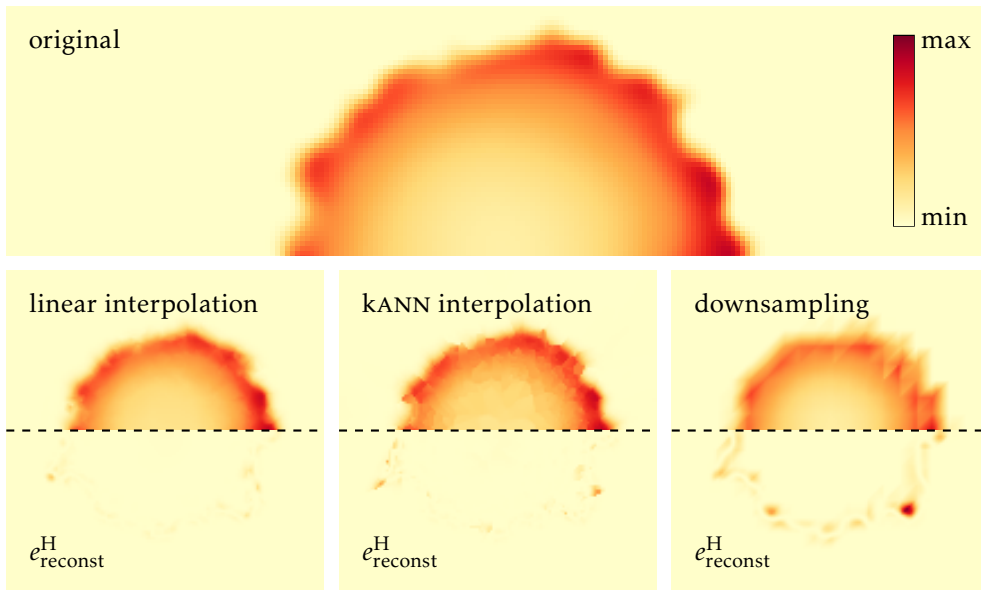 original
max
min
linear interpolation
kANN interpolation
downsampling
e^H_reconst
e^H_reconst
e^H_reconst